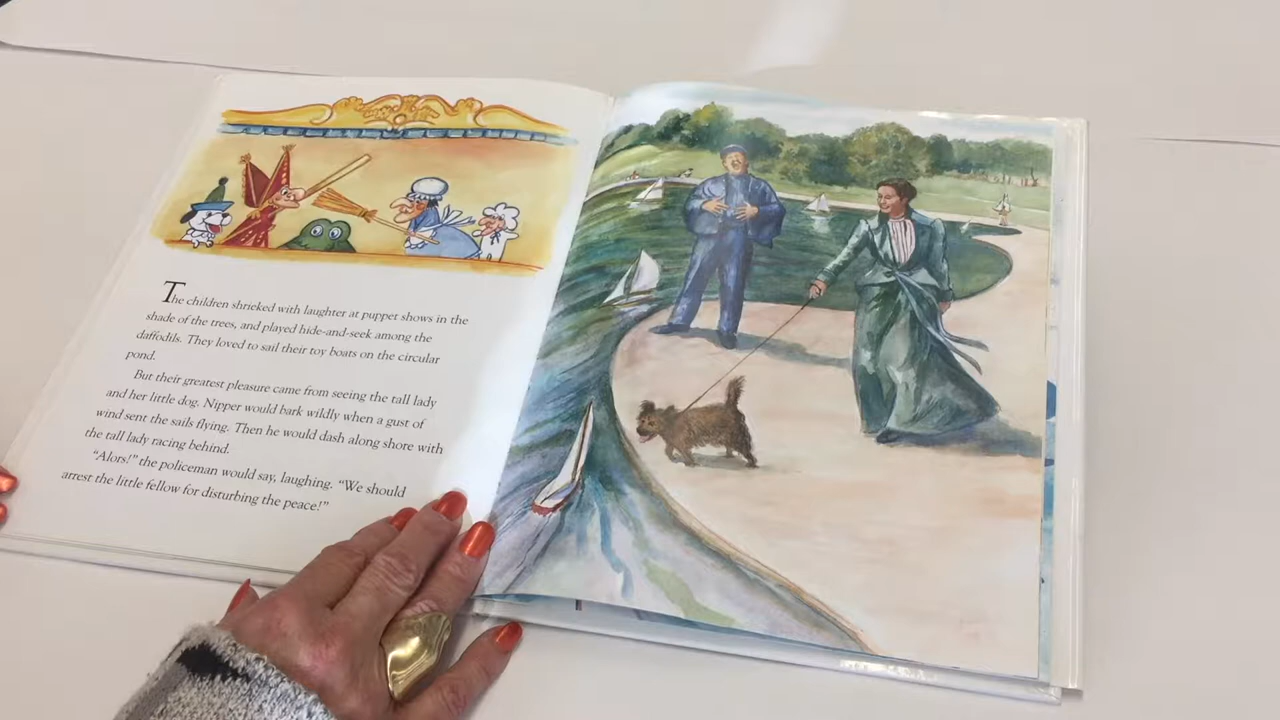 The children shrieked with laughter at puppet shows in the
shade of the trees, and played hide-and-seek among the
daffodils. They loved to sail their toy boats on the circular
pond.
But their greatest pleasure came from seeing the tall lady
and her little dog. Nipper would bark wildly when a gust of
wind sent the sails flying. Then he would dash along shore with
the tall lady racing behind.
"Alors!" the policeman would say, laughing. "We should
arrest the little fellow for disturbing the peace!"